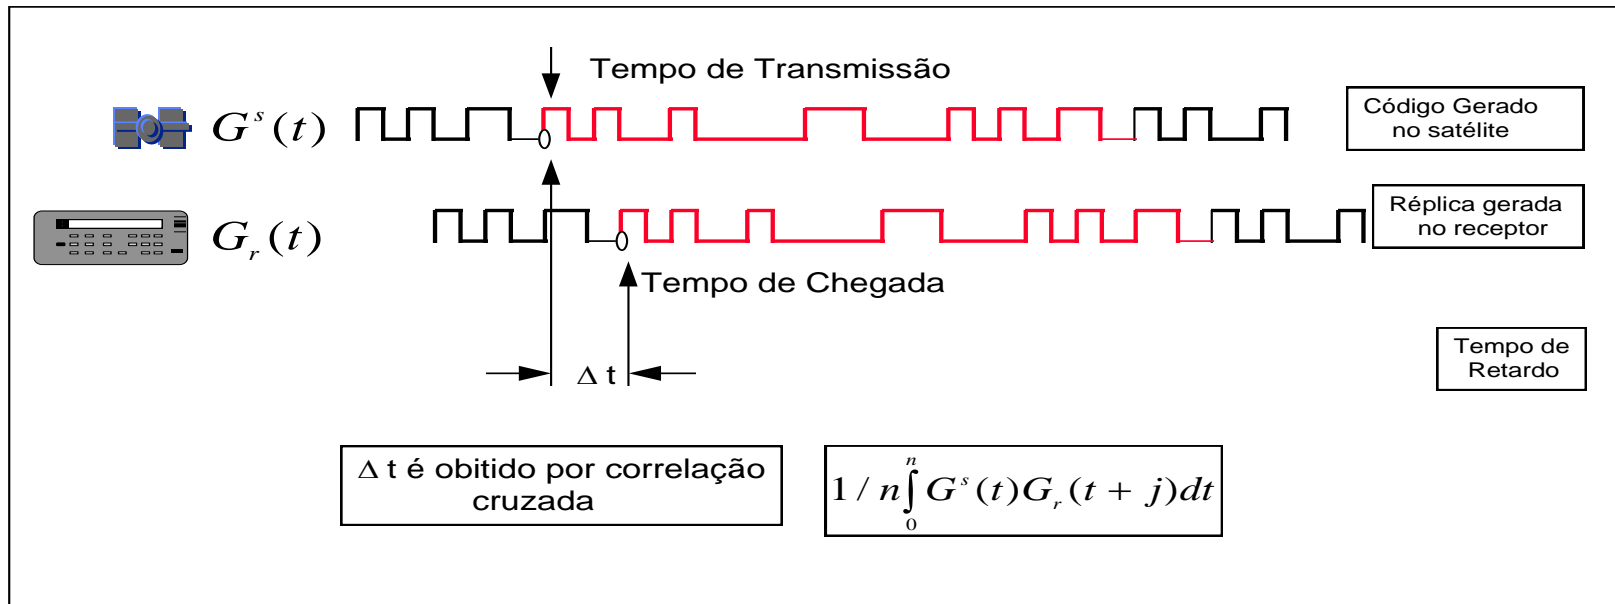 Tempo de Transmissão
G^s(t)
Código Gerado
no satélite
G_r(t)
Réplica gerada
no receptor
Tempo de Chegada
Δ t
Tempo de
Retardo
Δ t é obitido por correlação
cruzada
1 / n∫_0^n G^s(t)G_r(t + j)dt